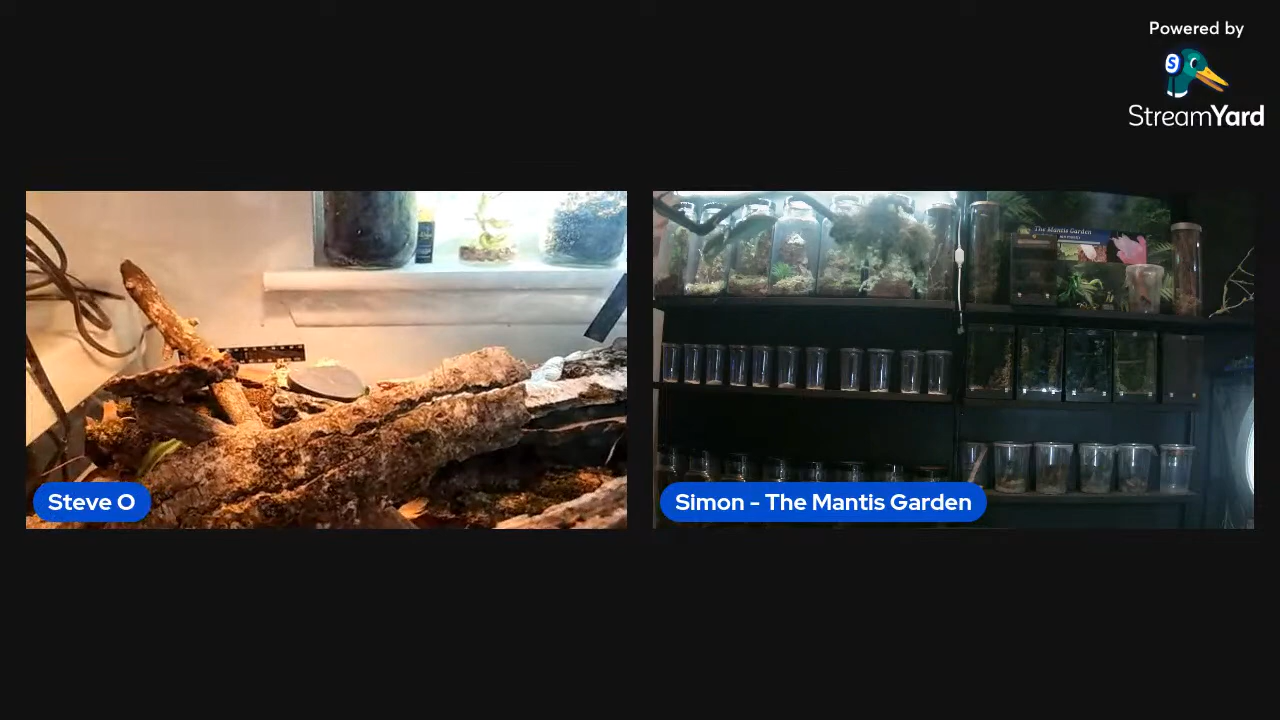 Powered by
S
StreamYard
The Mantis Garden
Steve O
Simon - The Mantis Garden